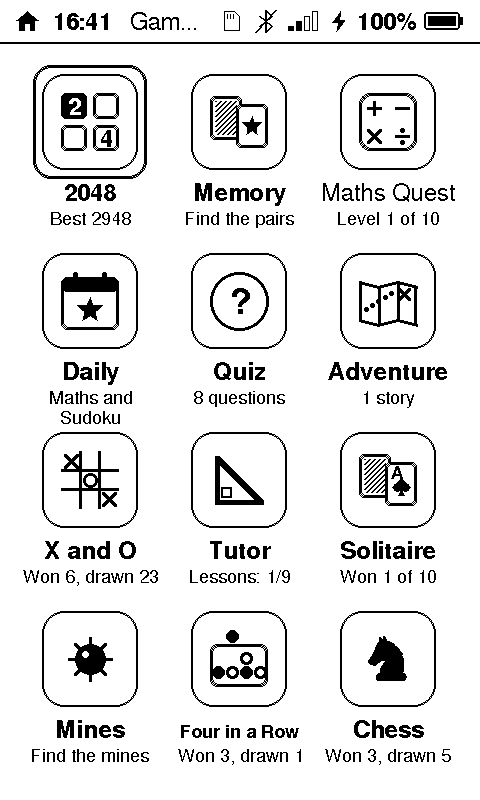 16:41 Gam... 100%
2 4
2048 Memory Maths Quest
Best 2948 Find the pairs Level 1 of 10
?
Daily Quiz Adventure
Maths and 8 questions 1 story
Sudoku
A
X and O Tutor Solitaire
Won 6, drawn 23 Lessons: 1/9 Won 1 of 10
Mines Four in a Row Chess
Find the mines Won 3, drawn 1 Won 3, drawn 5